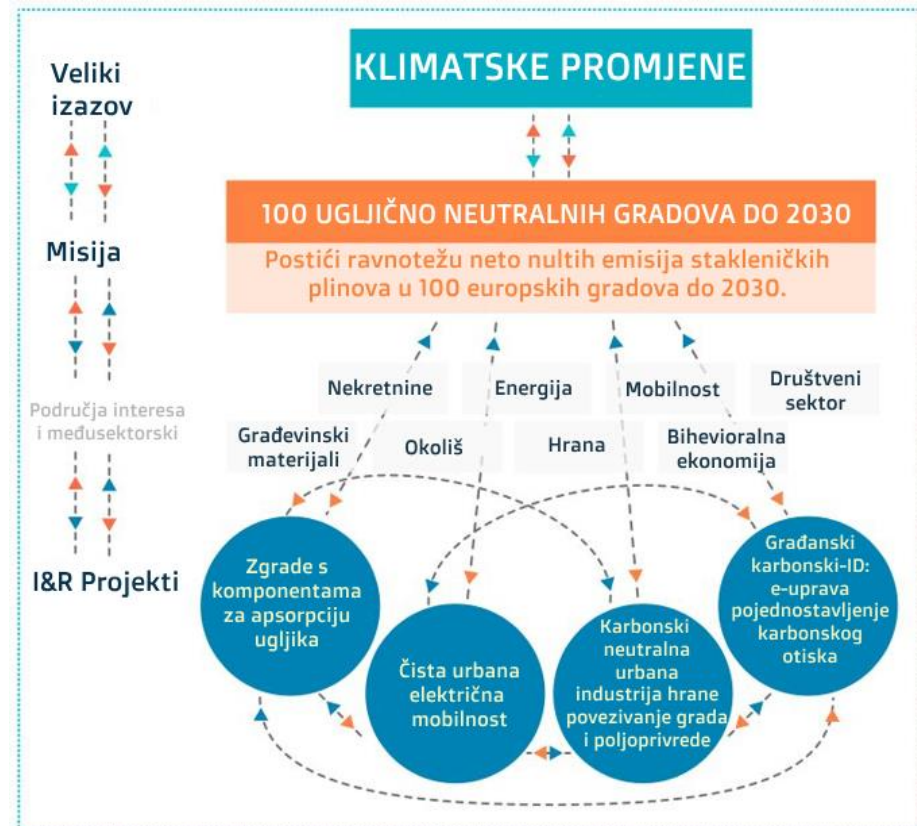 KLIMATSKE PROMJENE
Veliki
izazov
100 UGLJIČNO NEUTRALNIH GRADOVA DO 2030
Misija
Postići ravnotežu neto nultih emisija stakleničkih
plinova u 100 europskih gradova do 2030.
Nekretnine
Energija
Mobilnost
Društveni
sektor
Područja interesa
i međusektorski
Građevinski
materijali
Okoliš
Hrana
Bihevioralna
ekonomija
I&R Projekti
Zgrade s
komponentama
za apsorpciju
ugljika
Čista urbana
električna
mobilnost
Karbonski
neutralna
urbana
industrija hrane
povezivanje grada
i poljoprivrede
Građanski
karbonski-ID:
e-uprava
pojednostavljenje
karbonskog
otiska